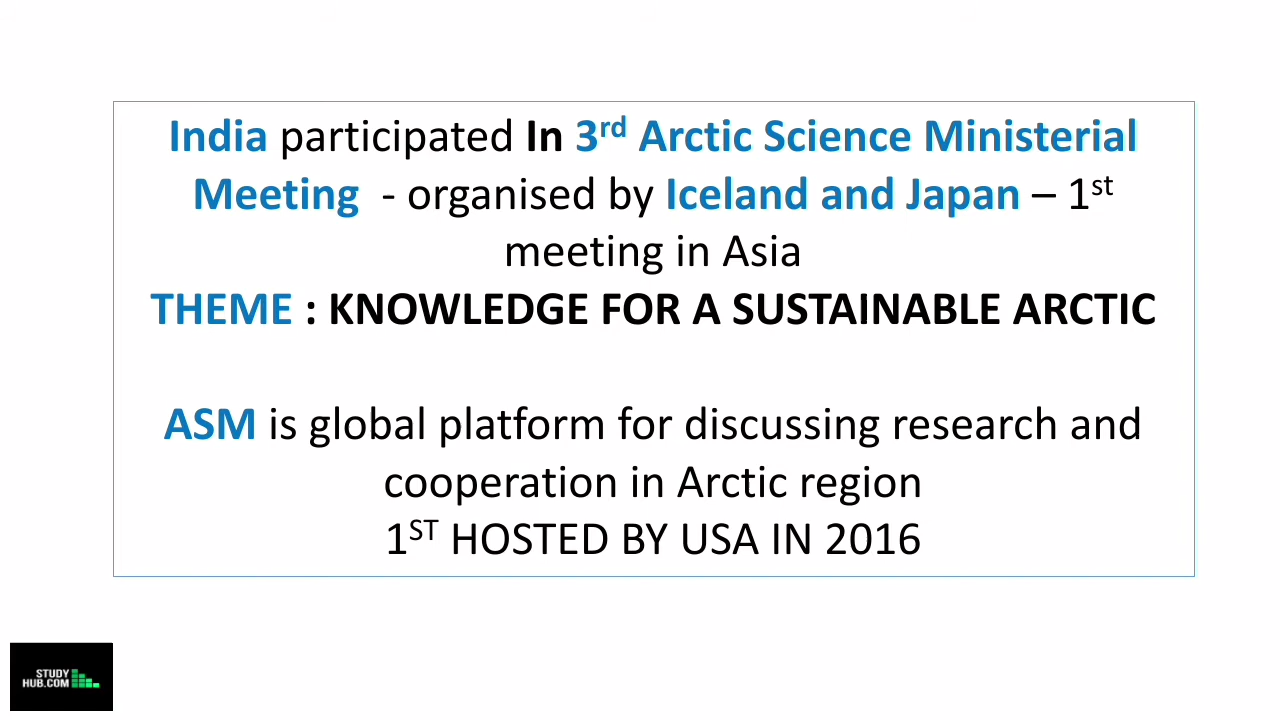 India participated In 3rd Arctic Science Ministerial
Meeting - organised by Iceland and Japan – 1st
meeting in Asia
THEME : KNOWLEDGE FOR A SUSTAINABLE ARCTIC
ASM is global platform for discussing research and
cooperation in Arctic region
1ST HOSTED BY USA IN 2016
STUDY
HUB.COM